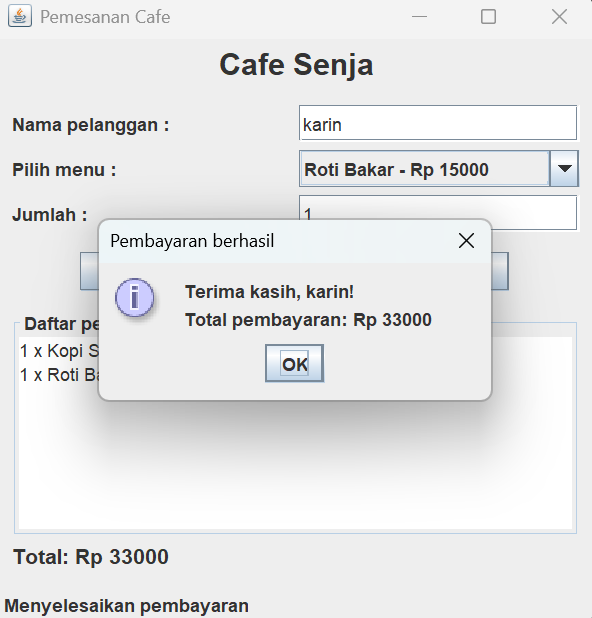 Pemesanan Cafe
Cafe Senja
Nama pelanggan :
karin
Pilih menu :
Roti Bakar - Rp 15000
Jumlah :
1
Pembayaran berhasil
Terima kasih, karin!
Total pembayaran: Rp 33000
OK
Daftar
1 x Kopi
1 x Roti
Total: Rp 33000
Menyelesaikan pembayaran